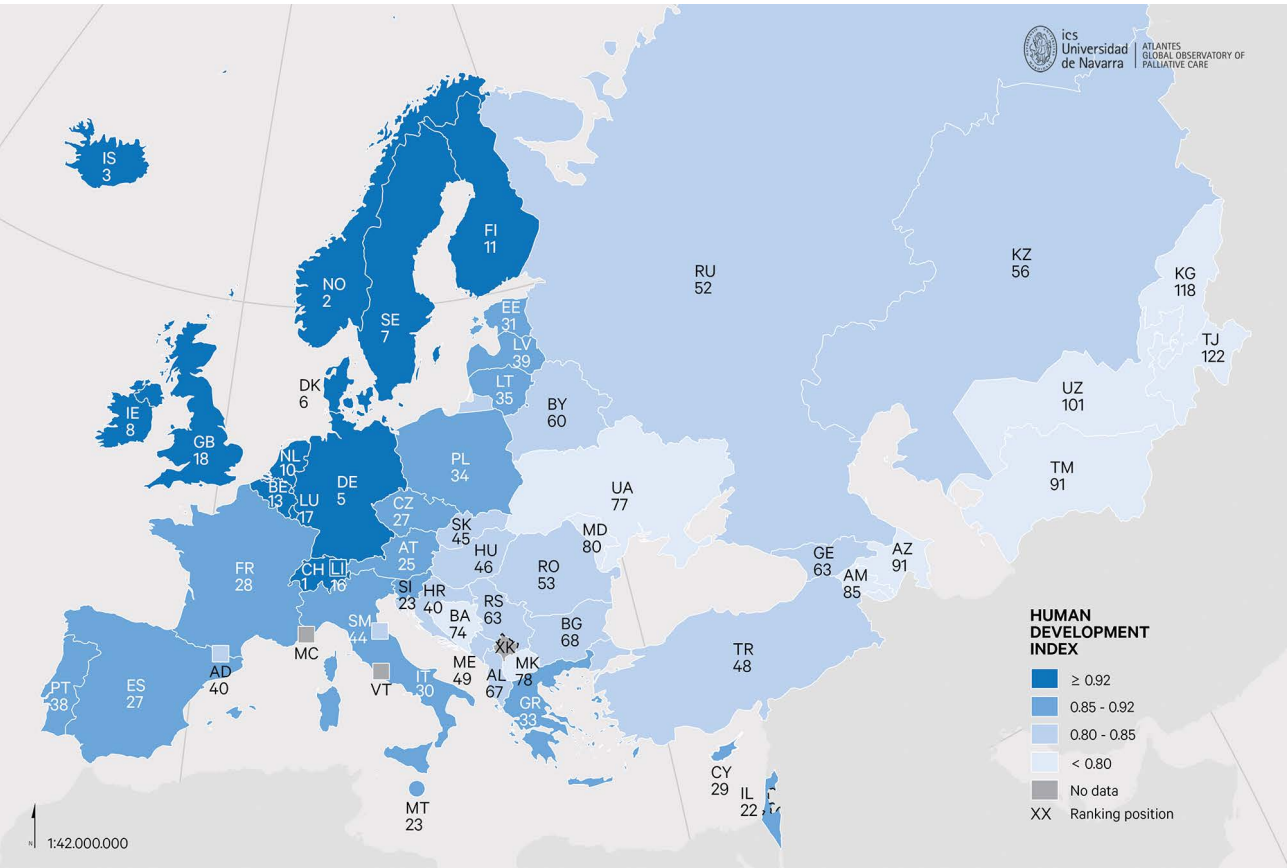 ics
Universidad
de Navarra
ATLANTES
GLOBAL OBSERVATORY OF
PALLIATIVE CARE
IS
3
NO
2
SE
7
FI
11
RU
52
KZ
56
KG
118
TJ
122
UZ
101
TM
91
EE
31
LV
39
LT
35
BY
60
DK
6
IE
8
GB
18
NL
10
BE
13
LU
17
DE
5
PL
34
CZ
27
SK
45
UA
77
MD
80
AT
25
HU
46
RO
53
FR
28
CH
1
LI
16
SI
23
HR
40
BA
74
RS
63
BG
68
GE
63
AM
85
AZ
91
SM
44
MC
VT
AD
40
PT
38
ES
27
IT
30
ME
49
XK
AL
67
MK
78
GR
33
TR
48
MT
23
CY
29
IL
22
HUMAN
DEVELOPMENT
INDEX
≥ 0.92
0.85 - 0.92
0.80 - 0.85
< 0.80
No data
XX Ranking position
N
1:42.000.000